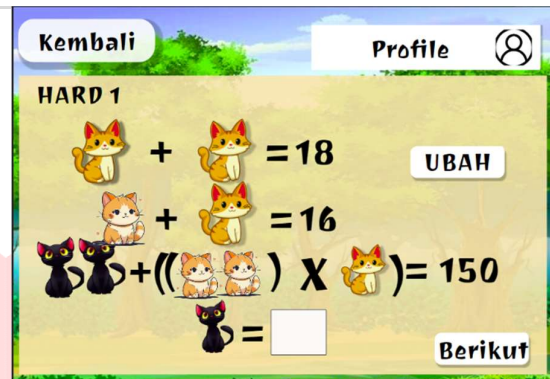 Kembali
Profile
HARD 1
+ = 18
UBAH
+ = 16
+(( ) X )= 150
=
Berikut